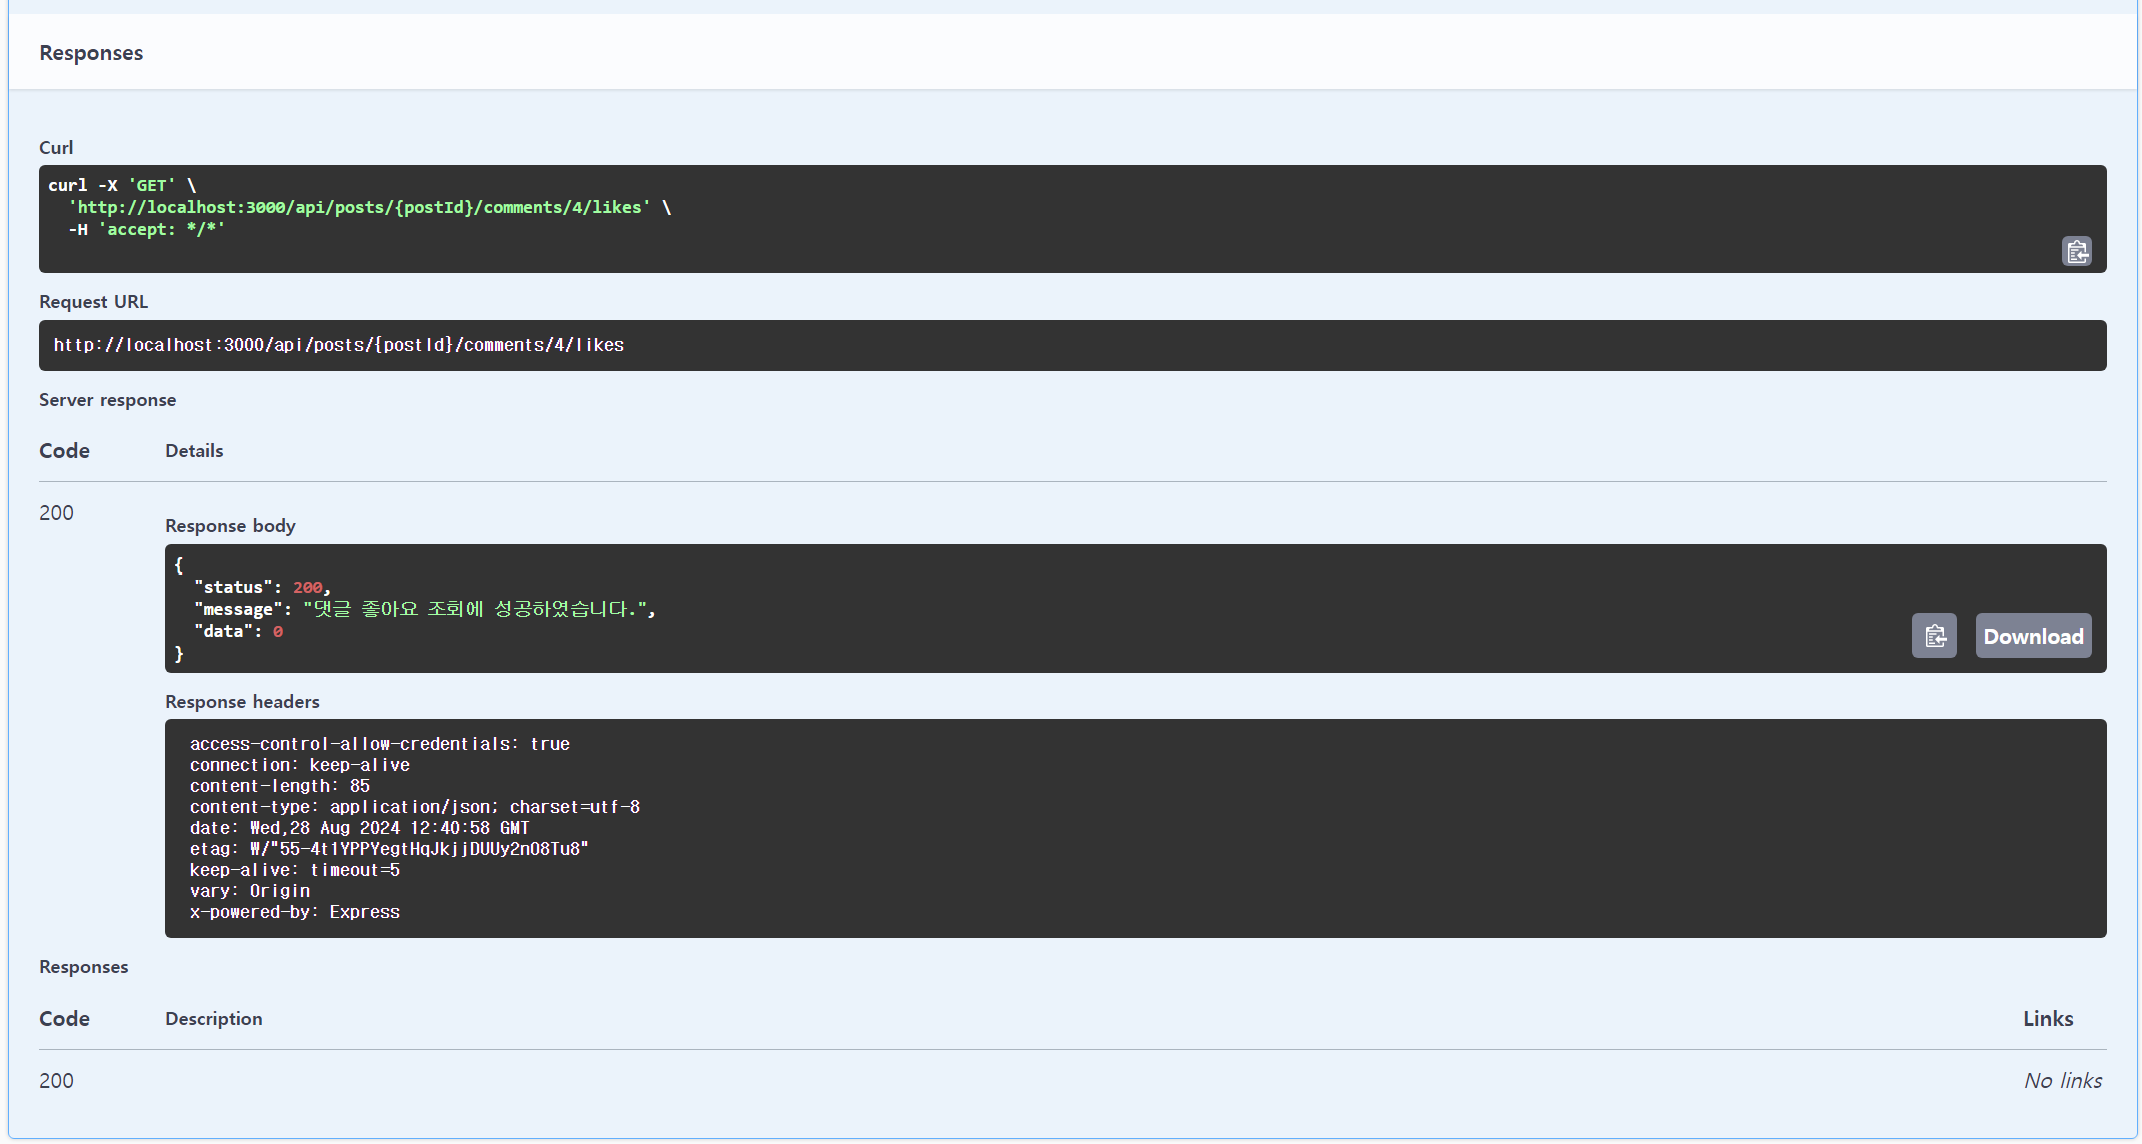 Responses
Curl
curl -X 'GET' \
'http://localhost:3000/api/posts/{postId}/comments/4/likes' \
-H 'accept: */*'
Request URL
http://localhost:3000/api/posts/{postId}/comments/4/likes
Server response
Code Details
200
Response body
{
"status": 200,
"message": "댓글 좋아요 조회에 성공하였습니다.",
"data": 0
}
Download
Response headers
access-control-allow-credentials: true
connection: keep-alive
content-length: 85
content-type: application/json; charset=utf-8
date: Wed,28 Aug 2024 12:40:58 GMT
etag: W/"55-4t1YPPYegtHqJkjjDUUy2nO8Tu8"
keep-alive: timeout=5
vary: Origin
x-powered-by: Express
Responses
Code Description Links
200 No links